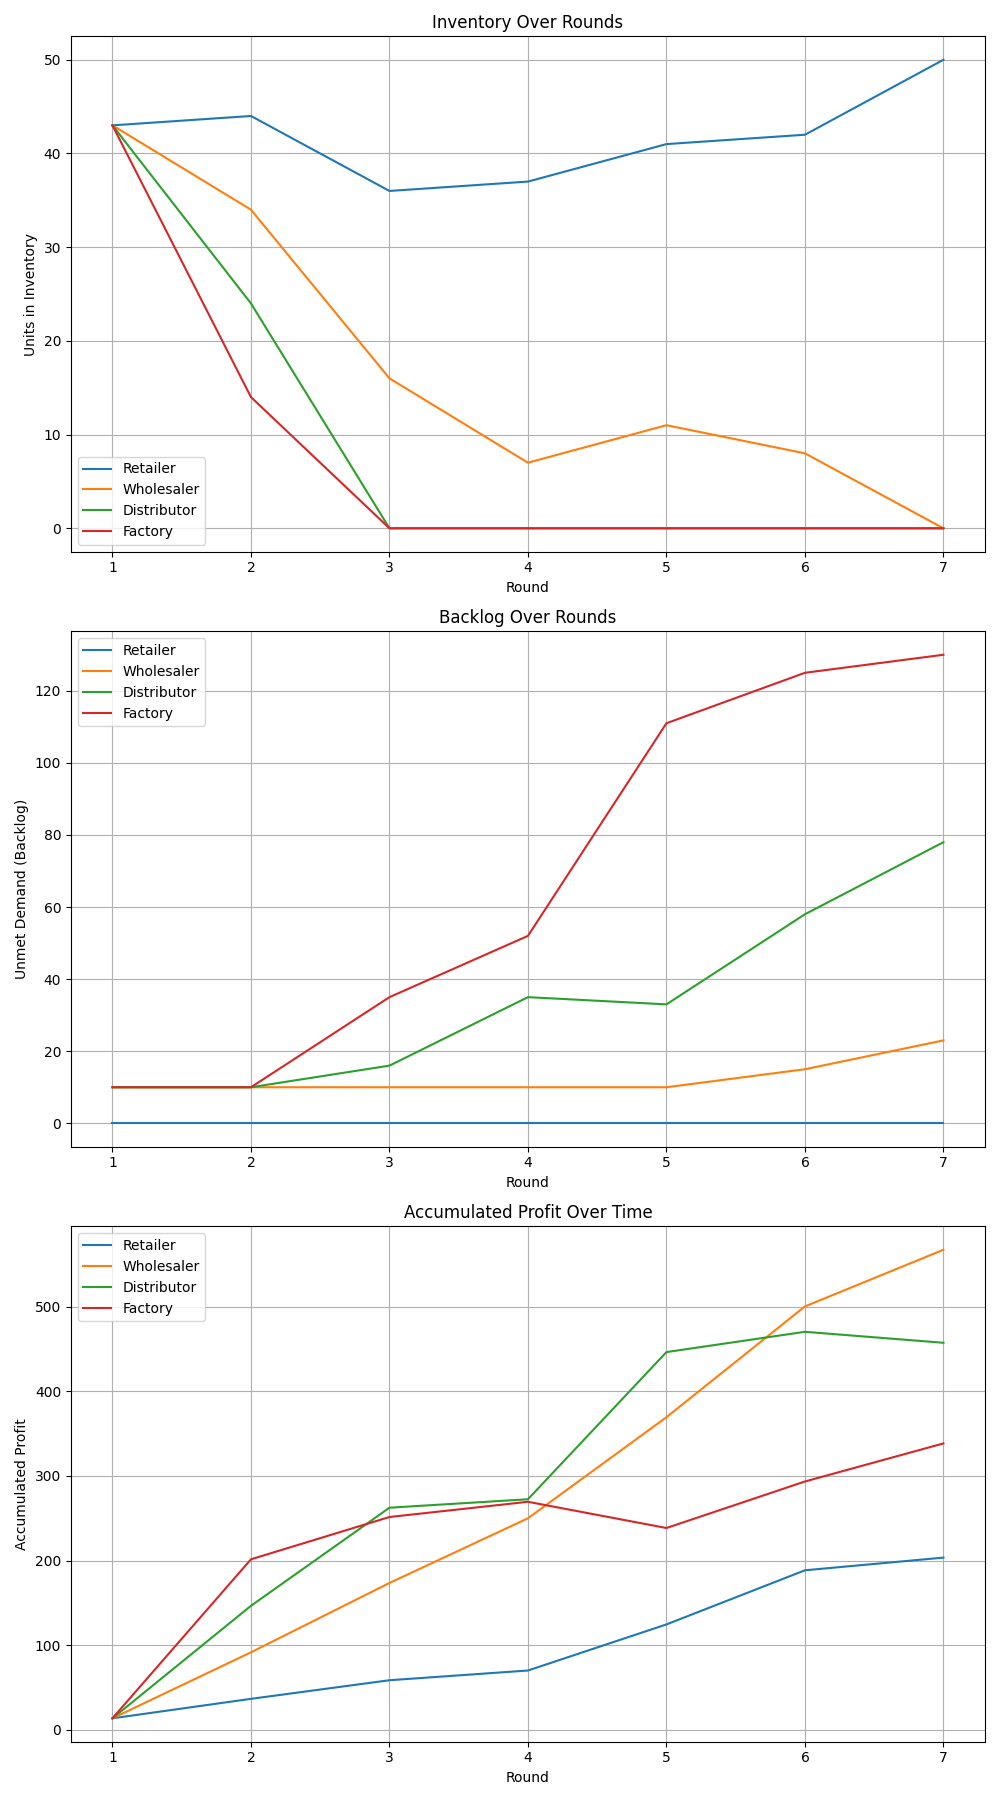 Inventory Over Rounds
50
40
30
20
10
0
Units in Inventory
Retailer
Wholesaler
Distributor
Factory
1 2 3 4 5 6 7
Round
Backlog Over Rounds
Retailer
Wholesaler
Distributor
Factory
120
100
80
60
40
20
0
Unmet Demand (Backlog)
1 2 3 4 5 6 7
Round
Accumulated Profit Over Time
Retailer
Wholesaler
Distributor
Factory
500
400
300
200
100
0
Accumulated Profit
1 2 3 4 5 6 7
Round